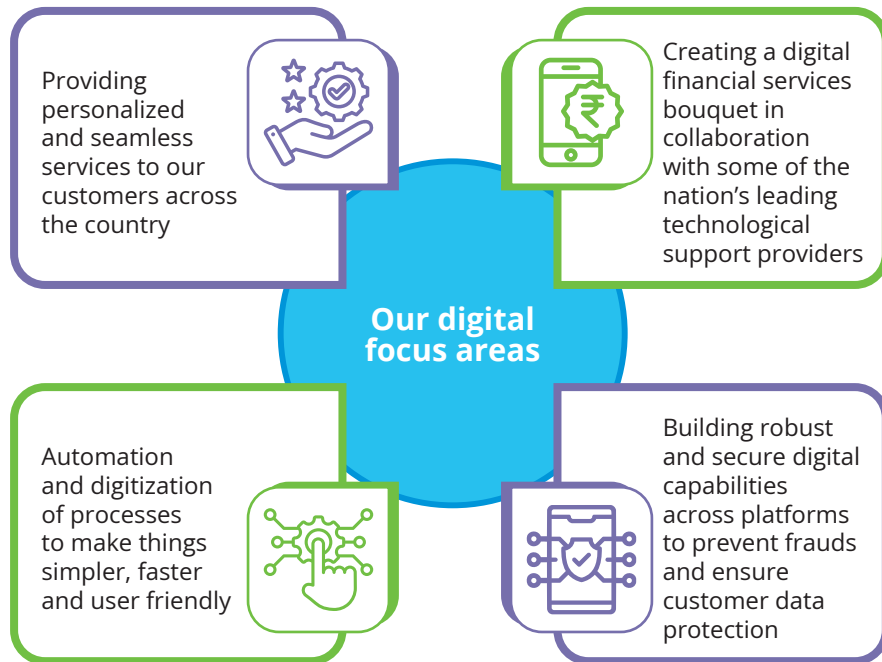 Providing
personalized
and seamless
services to our
customers across
the country
Creating a digital
financial services
bouquet in
collaboration
with some of the
nation’s leading
technological
support providers
₹
Our digital
focus areas
Automation
and digitization
of processes
to make things
simpler, faster
and user friendly
Building robust
and secure digital
capabilities
across platforms
to prevent frauds
and ensure
customer data
protection